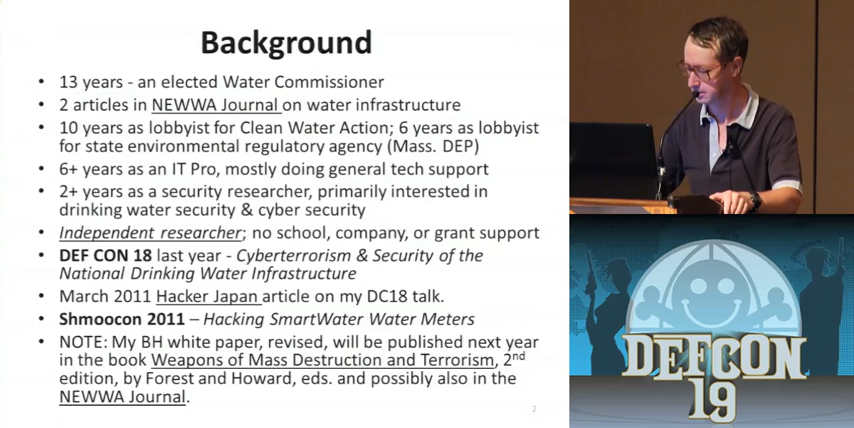 Background
• 13 years - an elected Water Commissioner
• 2 articles in NEWWA Journal on water infrastructure
• 10 years as lobbyist for Clean Water Action; 6 years as lobbyist
for state environmental regulatory agency (Mass. DEP)
• 6+ years as an IT Pro, mostly doing general tech support
• 2+ years as a security researcher, primarily interested in
drinking water security & cyber security
• Independent researcher; no school, company, or grant support
• DEF CON 18 last year - Cyberterrorism & Security of the
National Drinking Water Infrastructure
• March 2011 Hacker Japan article on my DC18 talk.
• Shmoocon 2011 – Hacking SmartWater Water Meters
• NOTE: My BH white paper, revised, will be published next year
in the book Weapons of Mass Destruction and Terrorism, 2nd
edition, by Forest and Howard, eds. and possibly also in the
NEWWA Journal.
2
DEFCON
19